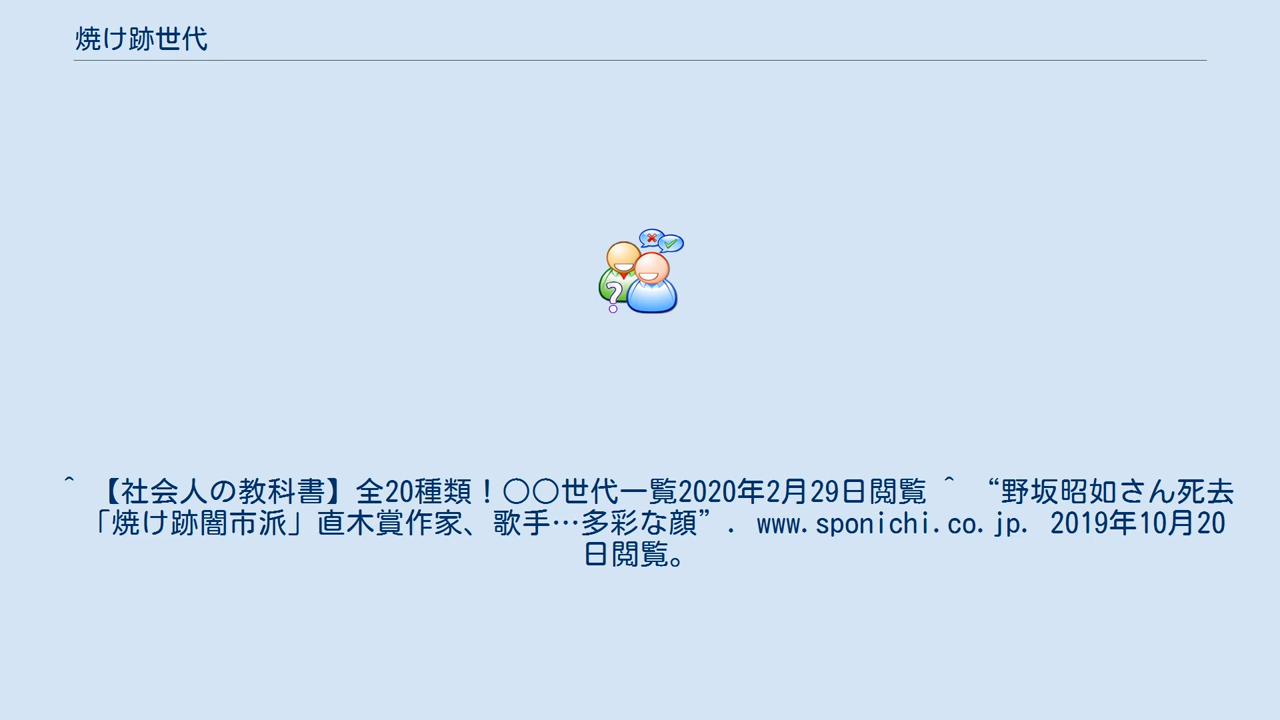 焼け跡世代
^ 【社会人の教科書】全20種類！〇〇世代一覧2020年2月29日閲覧 ^ “野坂昭如さん死去
「焼け跡闇市派」直木賞作家、歌手…多彩な顔”. www.sponichi.co.jp. 2019年10月20
日閲覧。